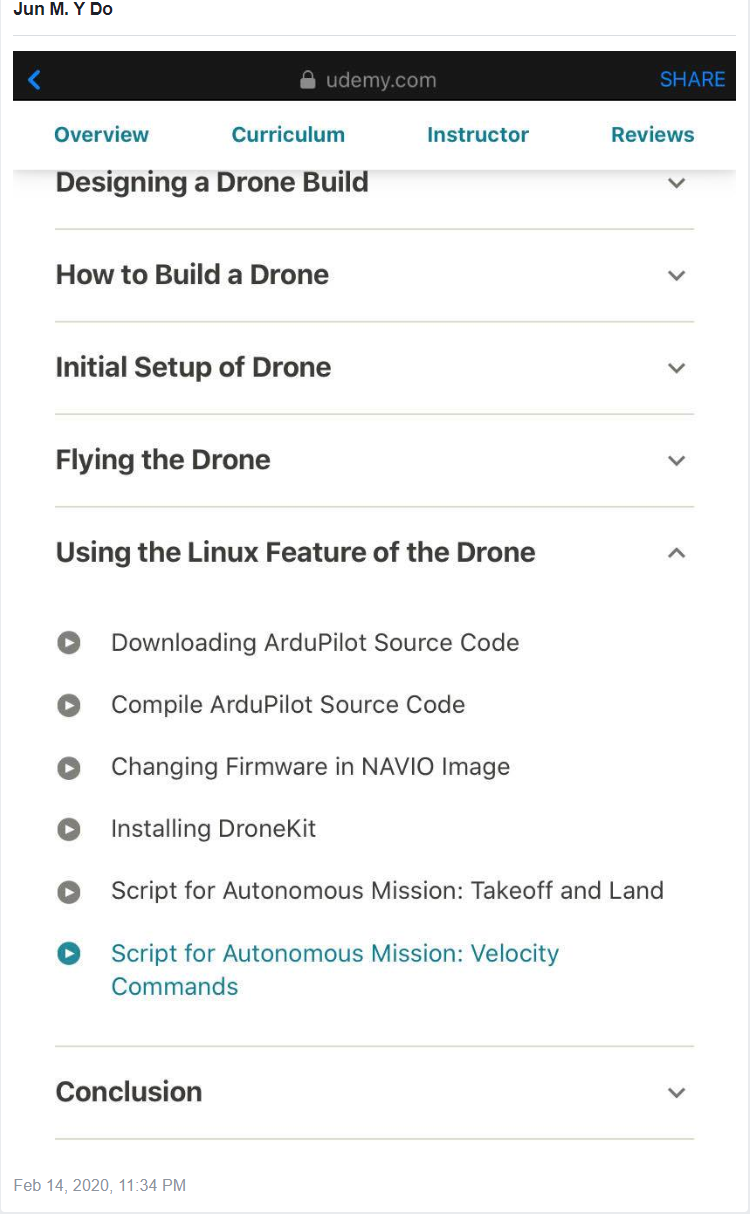 Jun M. Y Do
udemy.com
SHARE
Overview
Curriculum
Instructor
Reviews
Designing a Drone Build
How to Build a Drone
Initial Setup of Drone
Flying the Drone
Using the Linux Feature of the Drone
Downloading ArduPilot Source Code
Compile ArduPilot Source Code
Changing Firmware in NAVIO Image
Installing DroneKit
Script for Autonomous Mission: Takeoff and Land
Script for Autonomous Mission: Velocity
Commands
Conclusion
Feb 14, 2020, 11:34 PM